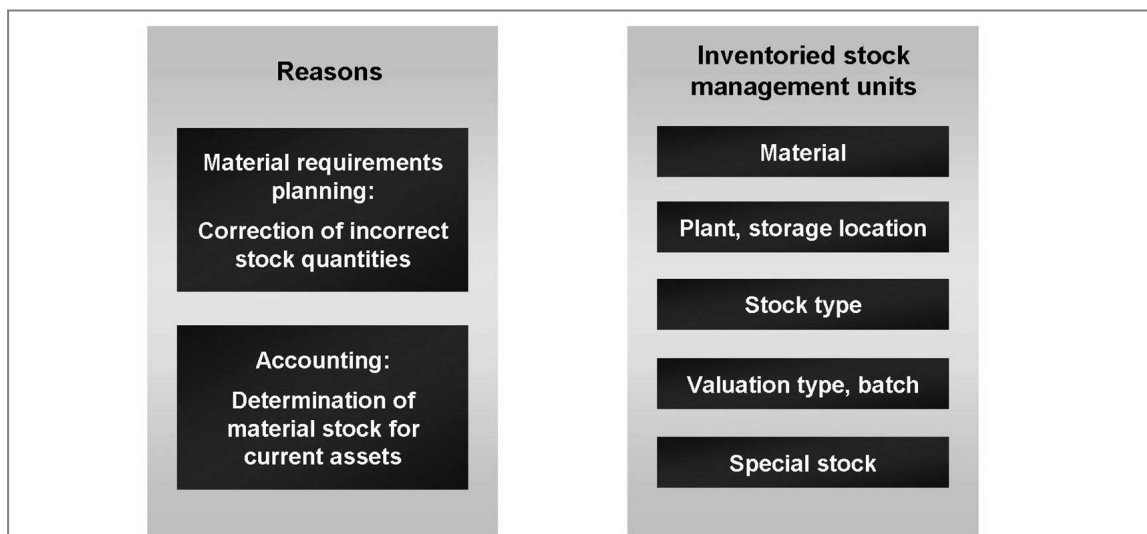 Reasons
Material requirements
planning:
Correction of incorrect
stock quantities
Accounting:
Determination of
material stock for
current assets
Inventoried stock
management units
Material
Plant, storage location
Stock type
Valuation type, batch
Special stock